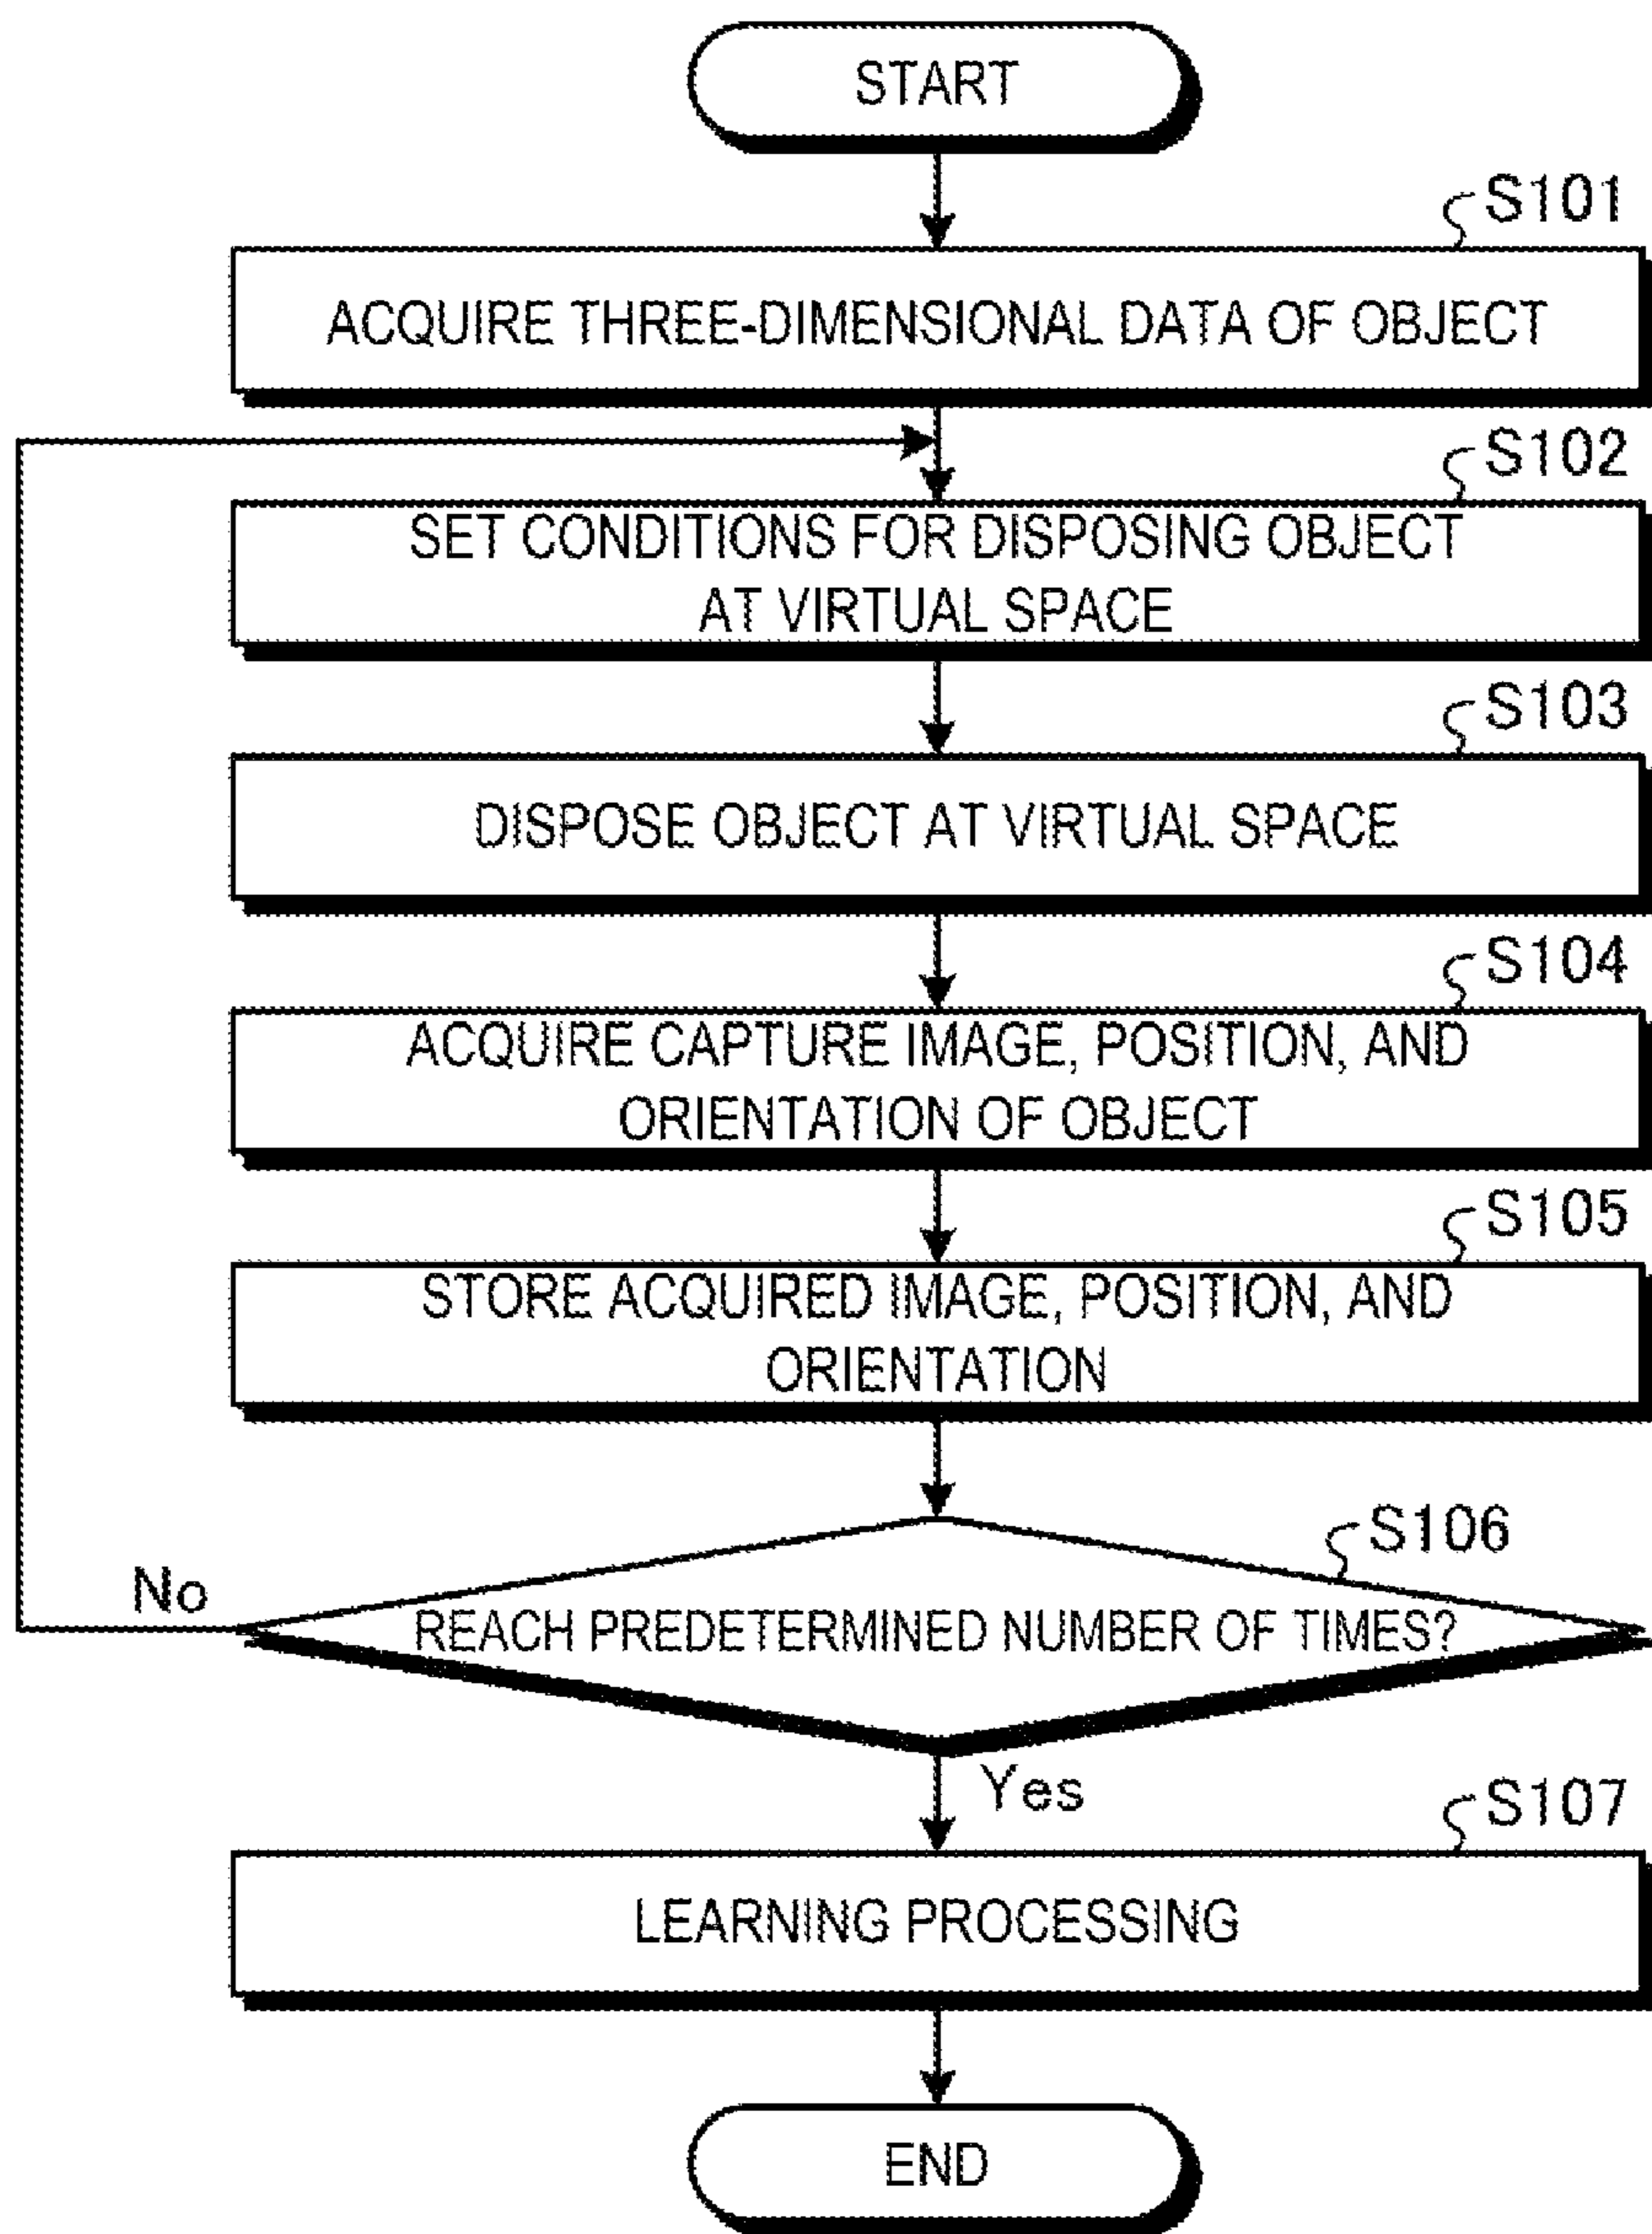 START
S101
ACQUIRE THREE-DIMENSIONAL DATA OF OBJECT
S102
SET CONDITIONS FOR DISPOSING OBJECT
AT VIRTUAL SPACE
S103
DISPOSE OBJECT AT VIRTUAL SPACE
S104
ACQUIRE CAPTURE IMAGE, POSITION, AND
ORIENTATION OF OBJECT
S105
STORE ACQUIRED IMAGE, POSITION, AND
ORIENTATION
S106
No
REACH PREDETERMINED NUMBER OF TIMES?
Yes
S107
LEARNING PROCESSING
END